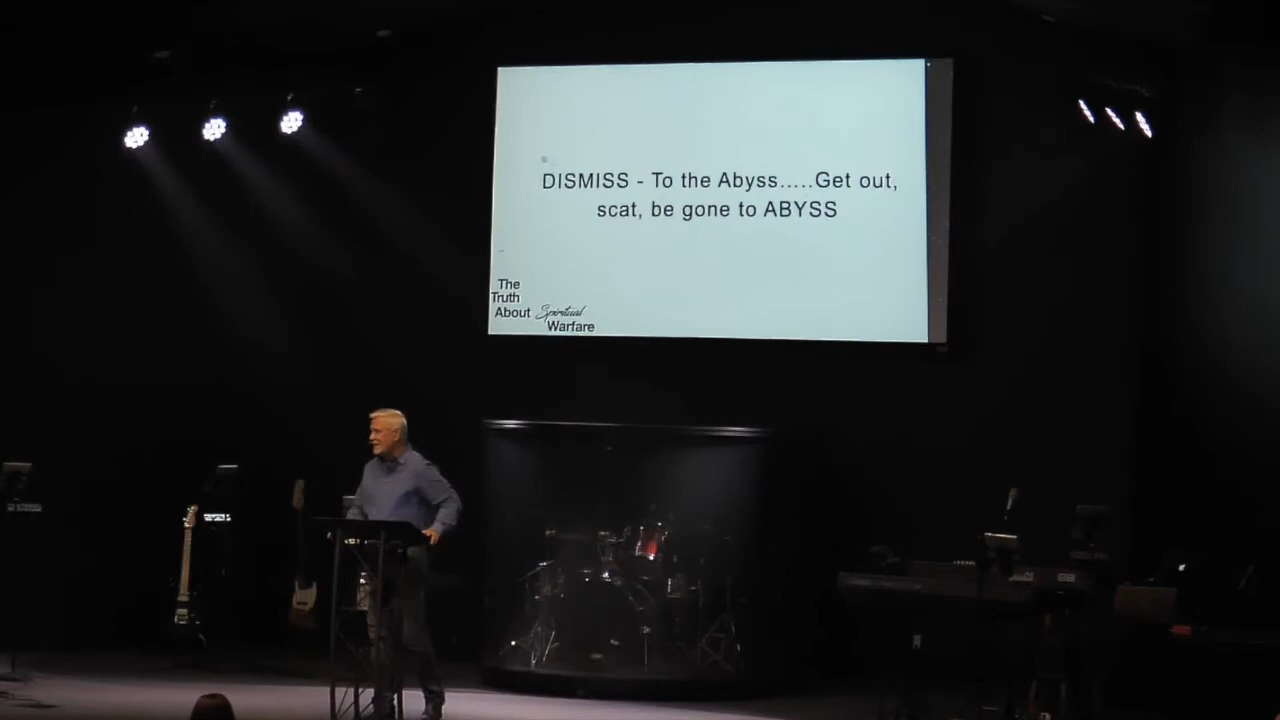 DISMISS - To the Abyss.....Get out,
scat, be gone to ABYSS
The
Truth
About Spiritual
Warfare